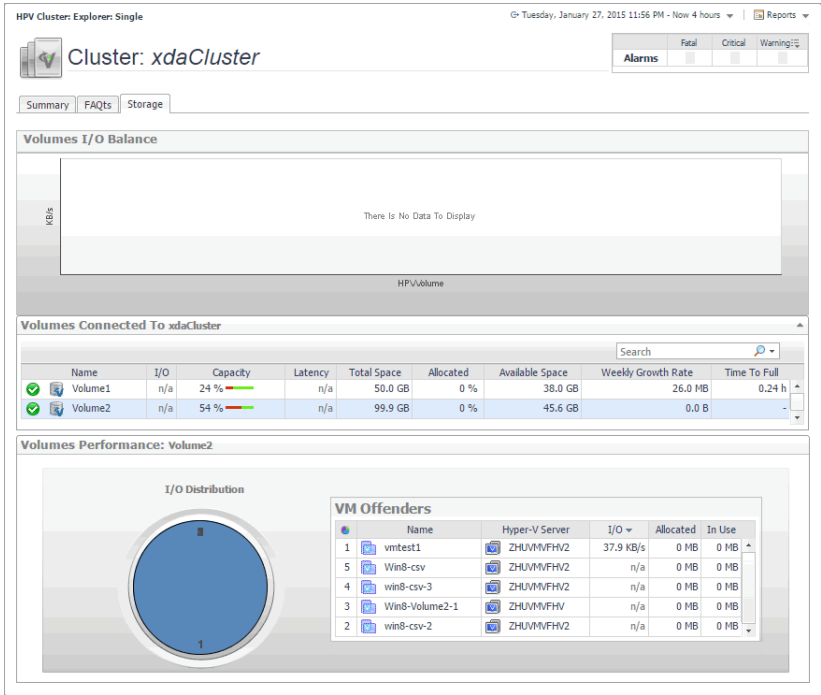 HPV Cluster: Explorer: Single
Tuesday, January 27, 2015 11:56 PM - Now 4 hours
Reports
Cluster: xdaCluster
Fatal Critical Warning
Alarms
Summary FAQts Storage
Volumes I/O Balance
KB/s
There Is No Data To Display
HPVVolume
Volumes Connected To xdaCluster
Search
Name I/O Capacity Latency Total Space Allocated Available Space Weekly Growth Rate Time To Full
Volume1 n/a 24 % n/a 50.0 GB 0 % 38.0 GB 26.0 MB 0.24 h
Volume2 n/a 54 % n/a 99.9 GB 0 % 45.6 GB 0.0 B -
Volumes Performance: Volume2
I/O Distribution
1
VM Offenders
Name Hyper-V Server I/O Allocated In Use
1 vmtest1 ZHUVMVFHV2 37.9 KB/s 0 MB 0 MB
5 Win8-csv ZHUVMVFHV2 n/a 0 MB 0 MB
4 win8-csv-3 ZHUVMVFHV2 n/a 0 MB 0 MB
3 Win8-Volume2-1 ZHUVMVFHV n/a 0 MB 0 MB
2 win8-csv-2 ZHUVMVFHV2 n/a 0 MB 0 MB